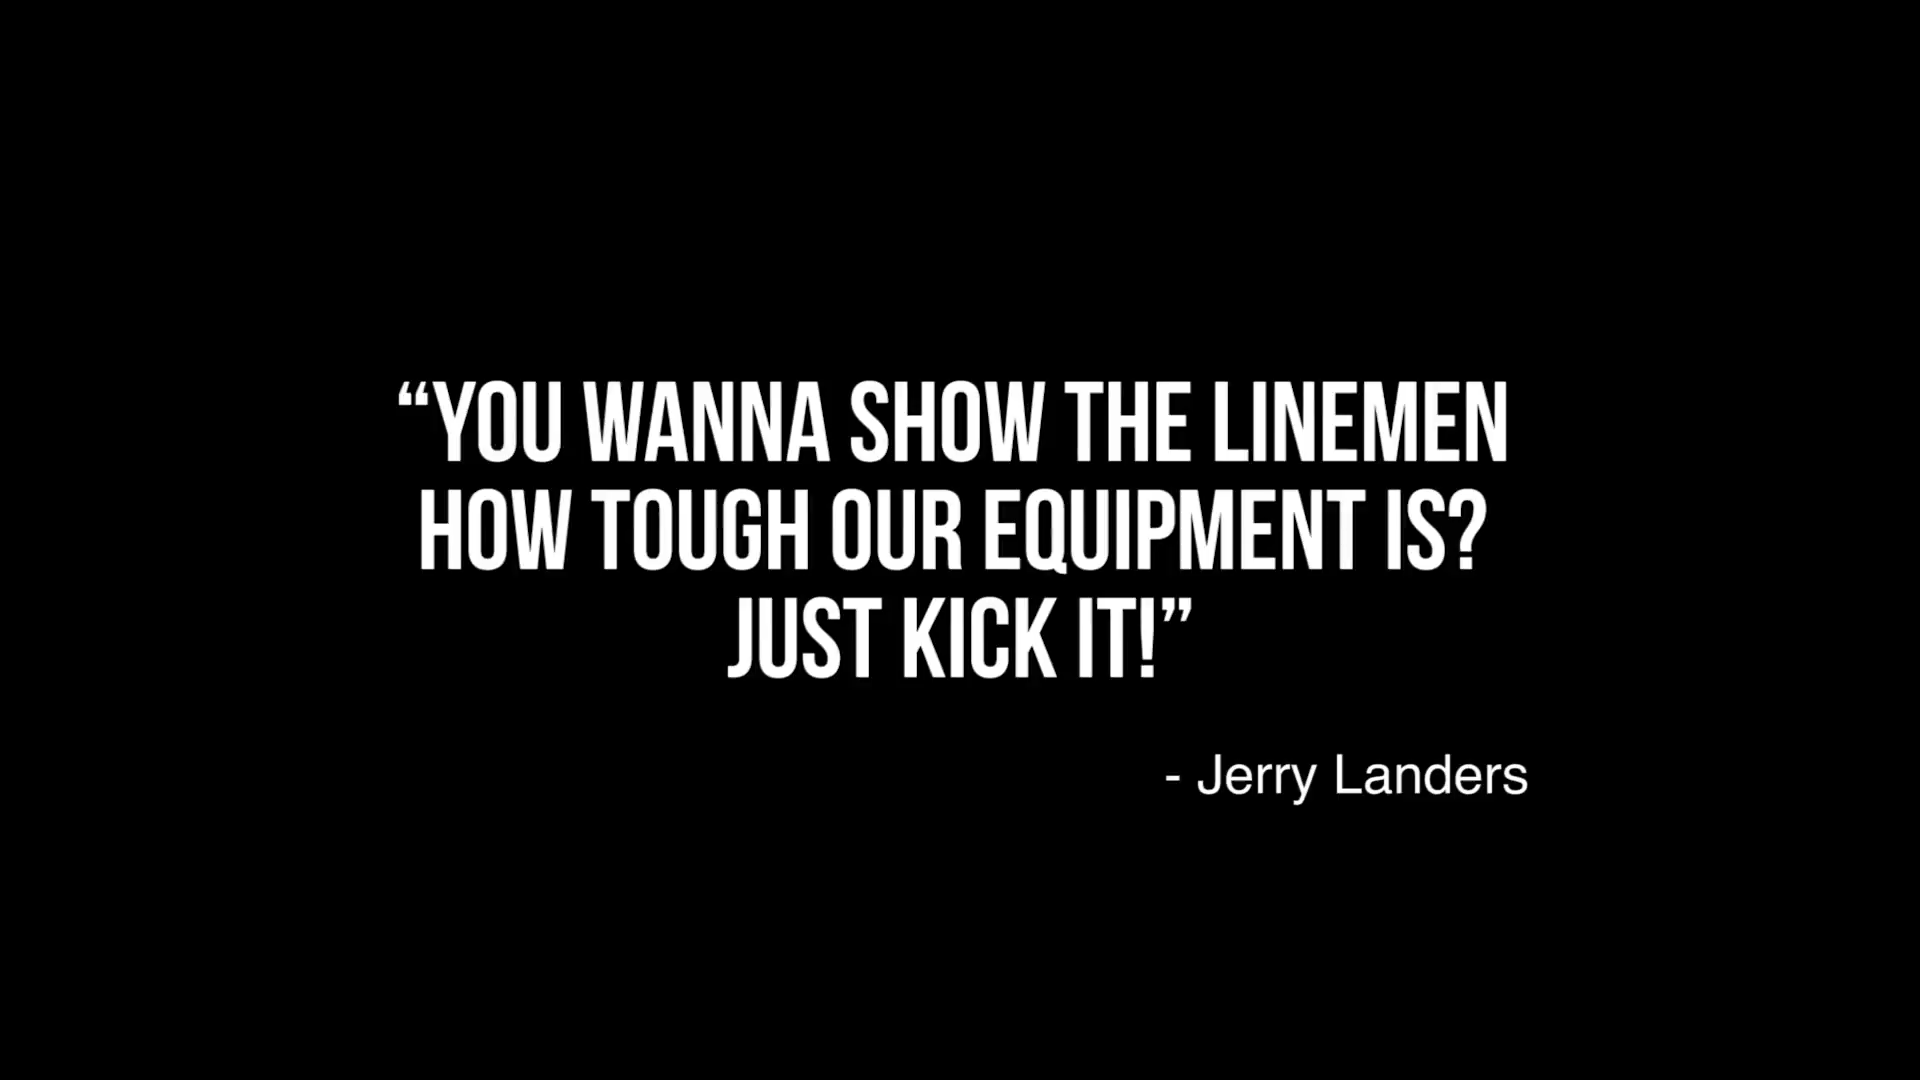 “YOU WANNA SHOW THE LINEMEN
HOW TOUGH OUR EQUIPMENT IS?
JUST KICK IT!”
- Jerry Landers